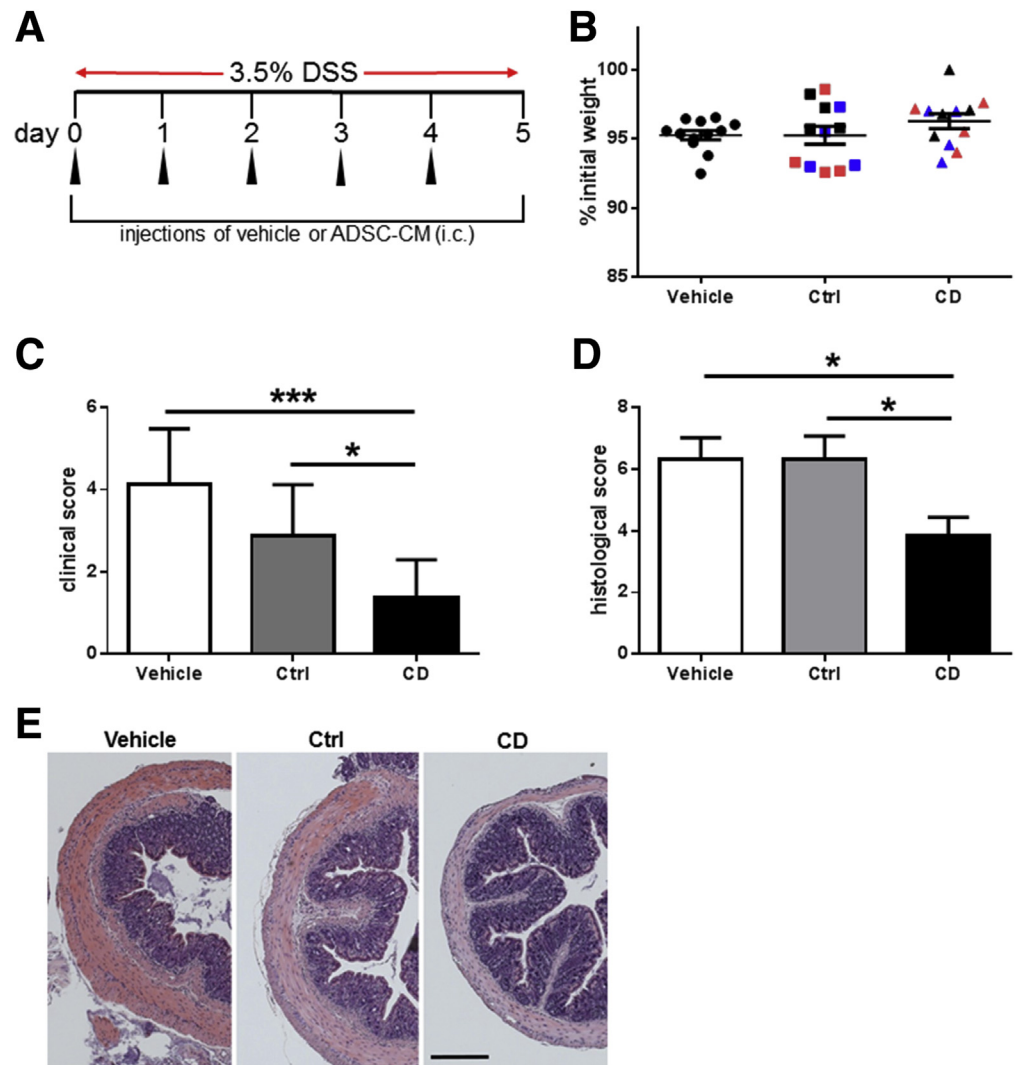 A
3.5% DSS
day 0 1 2 3 4 5
injections of vehicle or ADSC-CM (i.c.)
B
% initial weight
100
95
90
85
Vehicle Ctrl CD
C
clinical score
6
4
2
0
***
*
Vehicle Ctrl CD
D
histological score
8
6
4
2
0
*
*
Vehicle Ctrl CD
E
Vehicle Ctrl CD